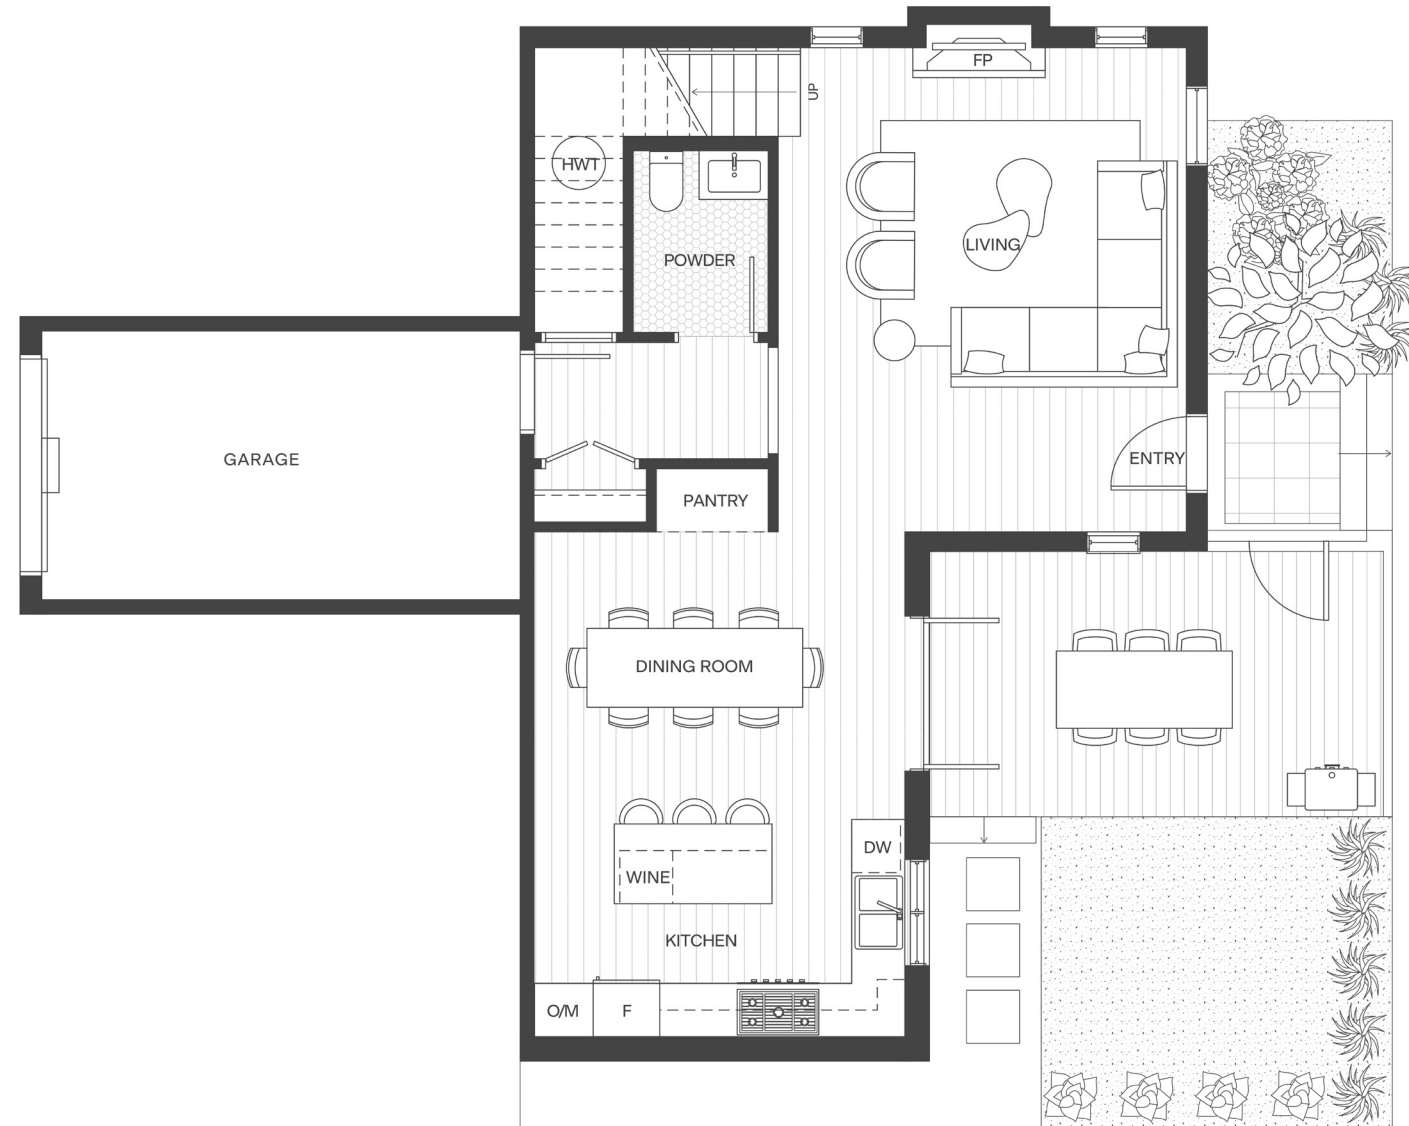 FP
UP
HWT
LIVING
POWDER
GARAGE
ENTRY
PANTRY
DINING ROOM
DW
WINE
KITCHEN
O/M
F